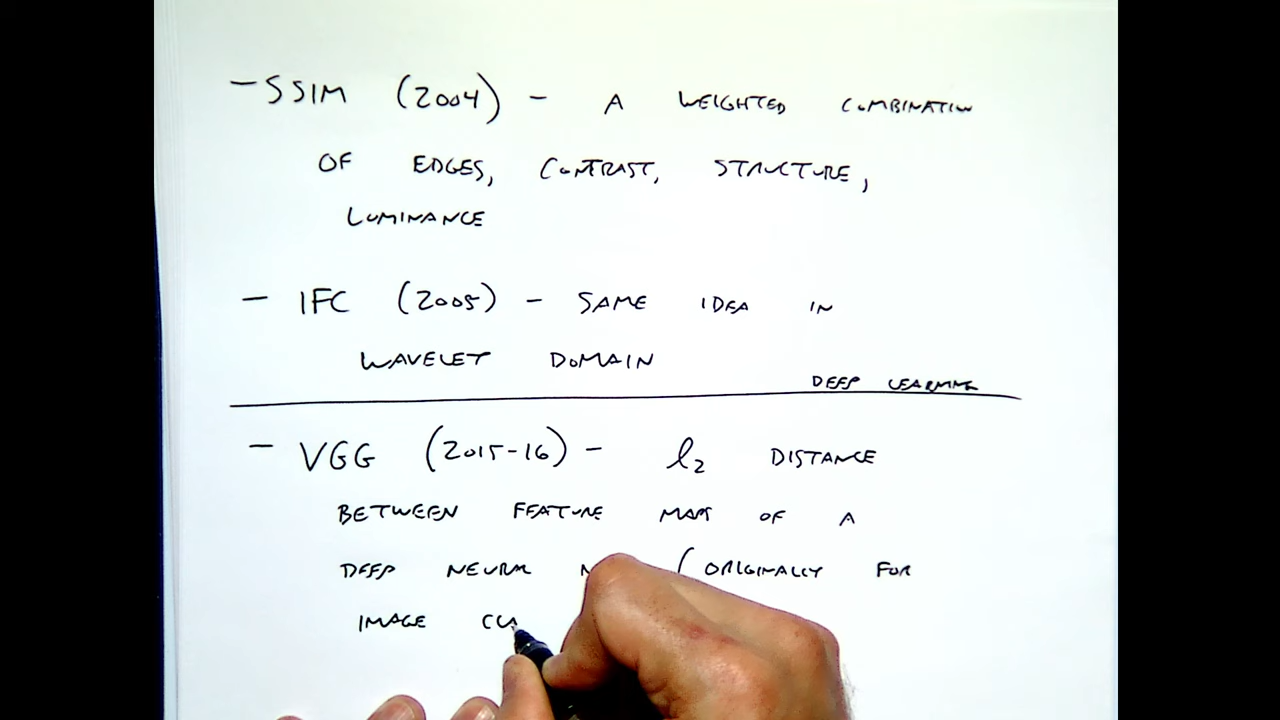 - SSIM (2004) - A WEIGHTED COMBINATION
OF EDGES, CONTRAST, STRUCTURE,
LUMINANCE
- IFC (2005) - SAME IDEA IN
WAVELET DOMAIN
DEEP LEARNING
- VGG (2015-16) - l2 DISTANCE
BETWEEN FEATURE MAPS OF A
DEEP NEURAL (ORIGINALLY FOR
IMAGE